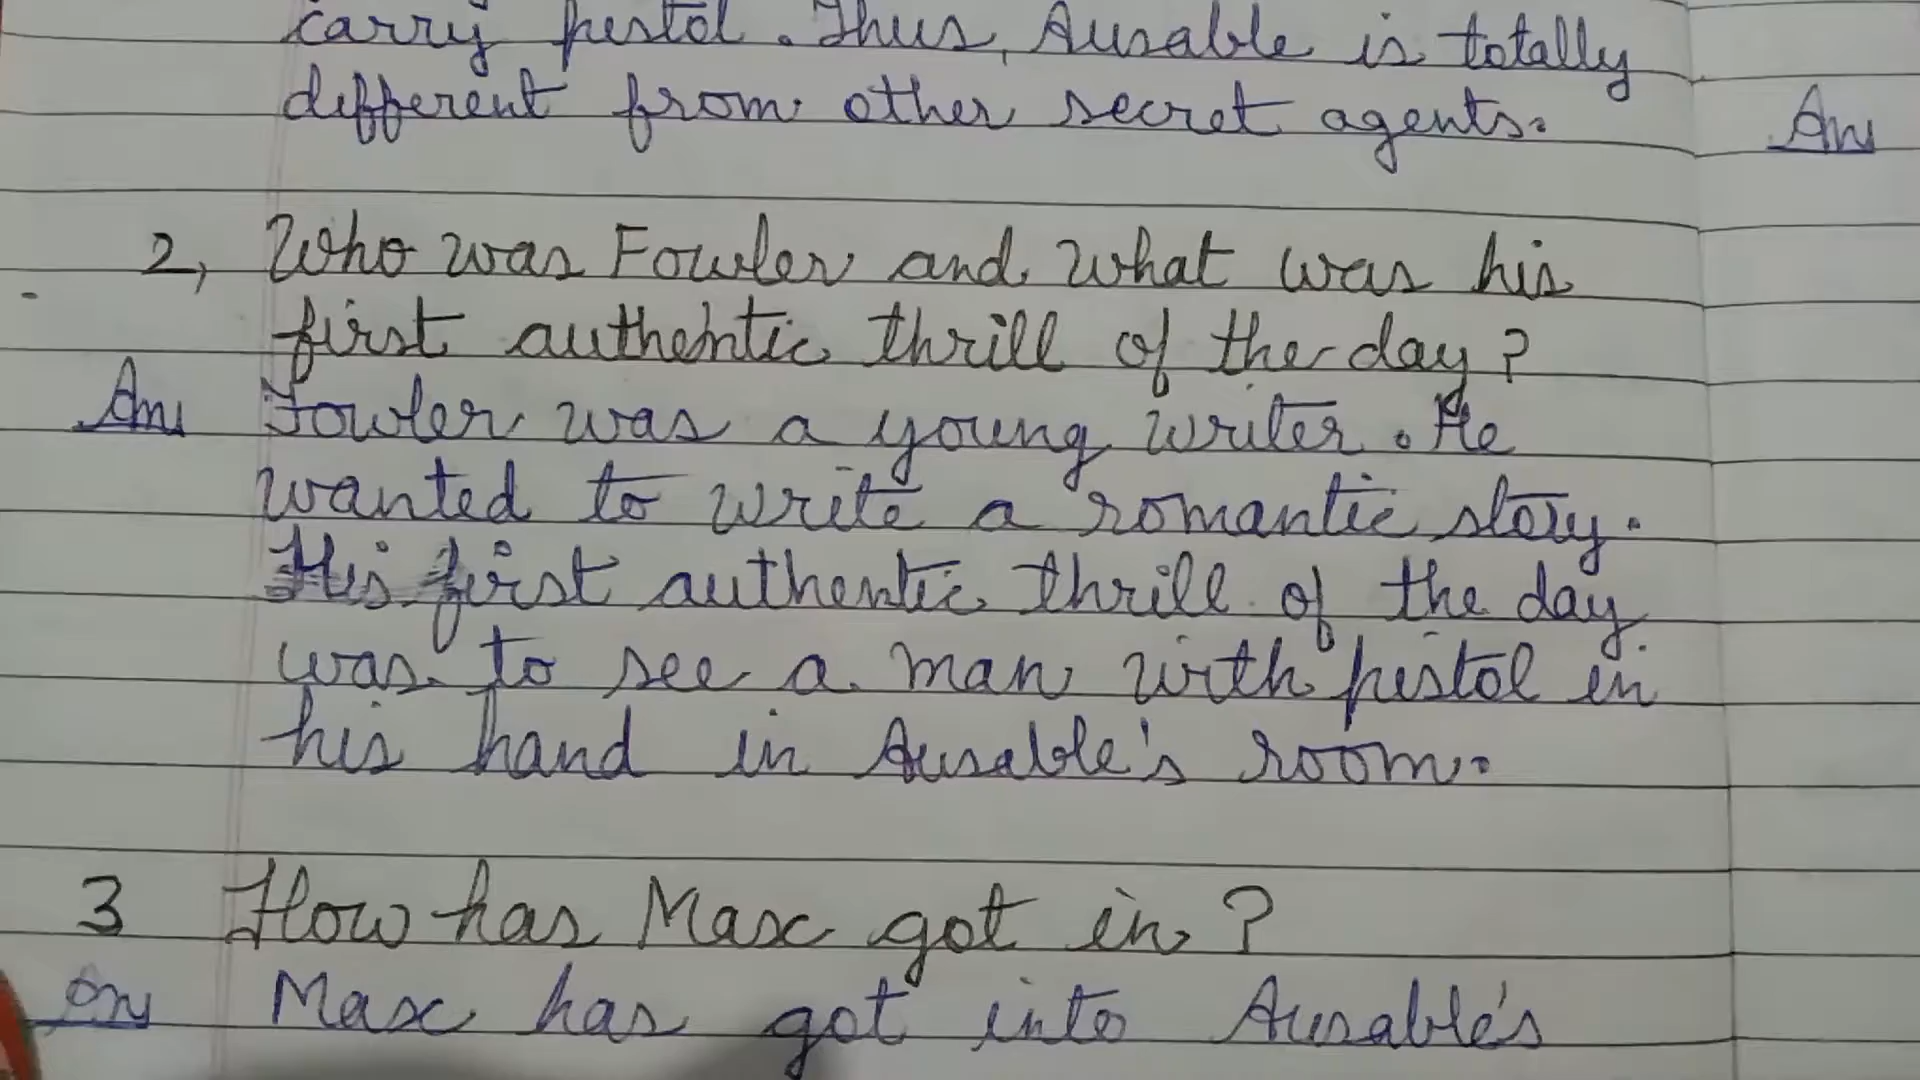 carry pistol. Thus, Ausable is totally
different from other secret agents.
Ans
2, Who was Fowler and what was his
first authentic thrill of the day?
Ans Fowler was a young writer. He
wanted to write a romantic story.
His first authentic thrill of the day
was to see a man with pistol in
his hand in Ausable's room.
3 How has Max got in?
Ans Max has got into Ausable's